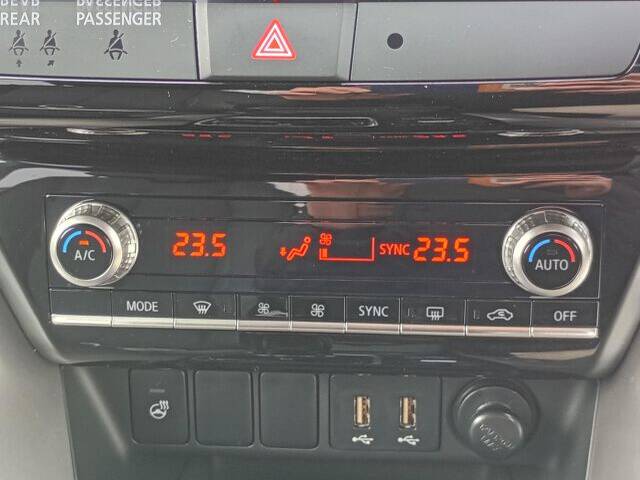 REAR PASSENGER
23.5 SYNC 23.5
A/C AUTO
MODE SYNC OFF